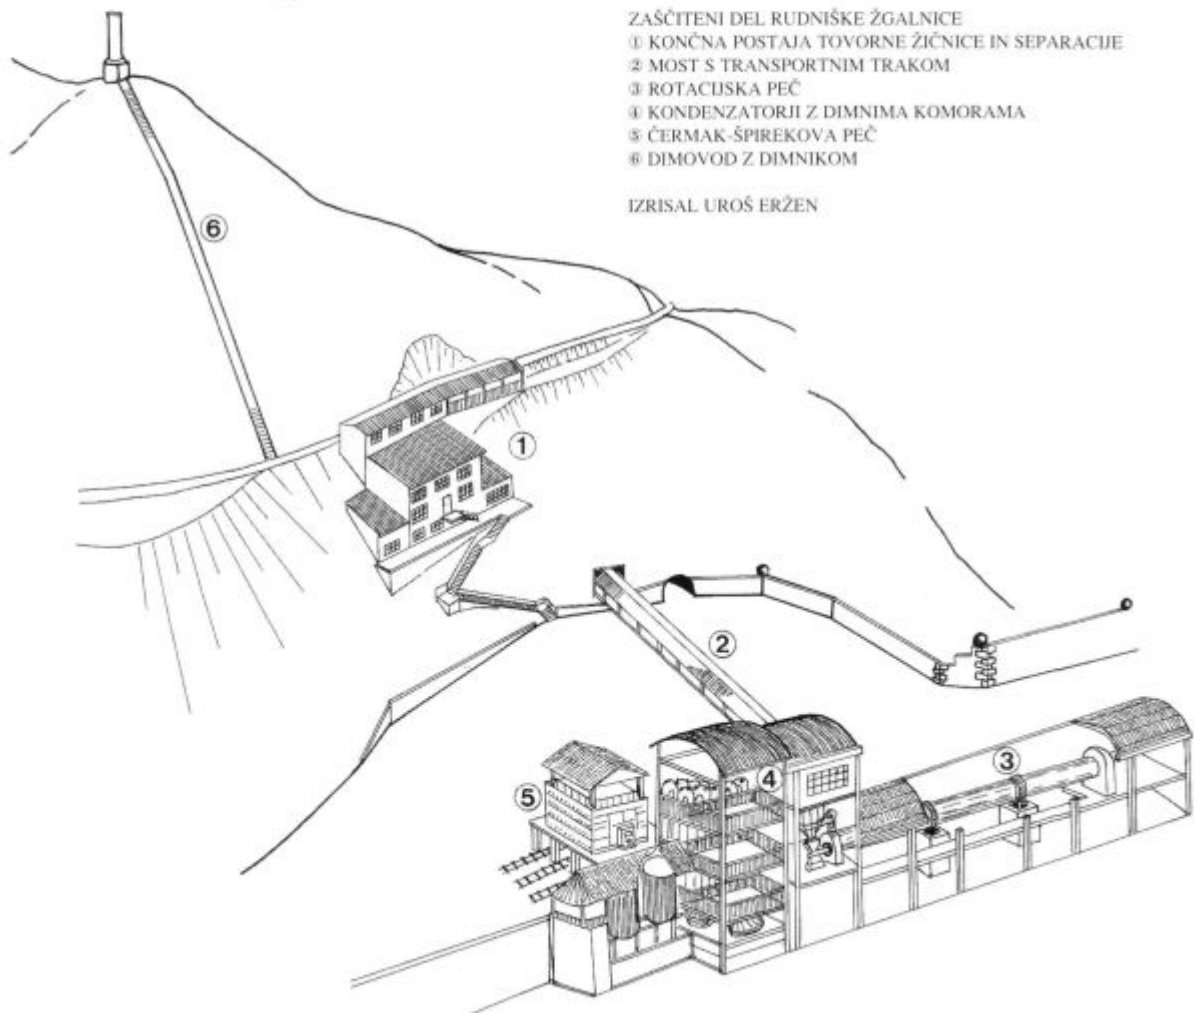 ZAŠČITENI DEL RUDNIŠKE ŽGALNICE
① KONČNA POSTAJA TOVORNE ŽIČNICE IN SEPARACIJE
② MOST S TRANSPORTNIM TRAKOM
③ ROTACIJSKA PEČ
④ KONDENZATORJI Z DIMNIMA KOMORAMA
⑤ ČERMAK-ŠPIREKOVA PEČ
⑥ DIMOVOD Z DIMNIKOM
IZRISAL UROŠ ERŽEN
⑥
①
②
③
④
⑤